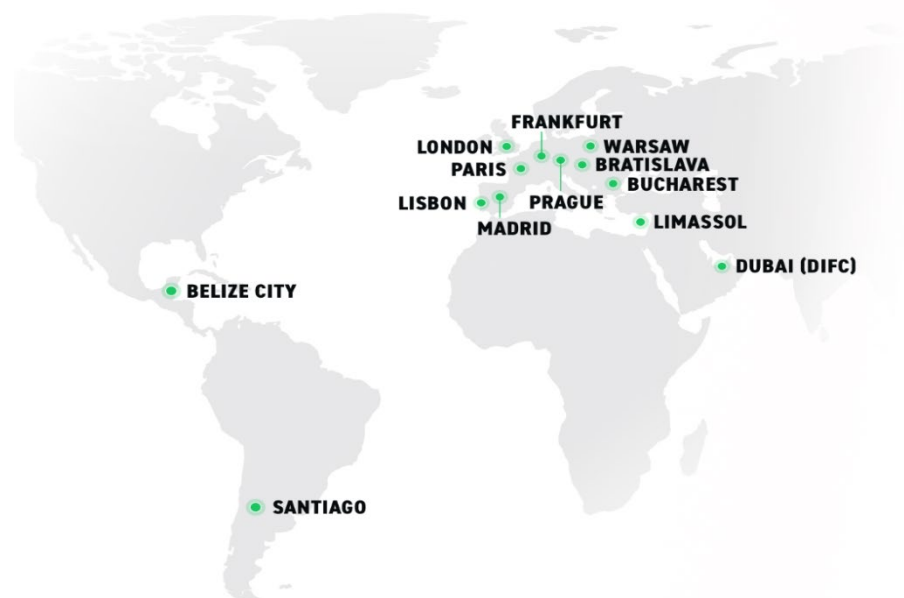 FRANKFURT
LONDON
WARSAW
PARIS
BRATISLAVA
BUCHAREST
LISBON
PRAGUE
MADRID
LIMASSOL
DUBAI (DIFC)
BELIZE CITY
SANTIAGO